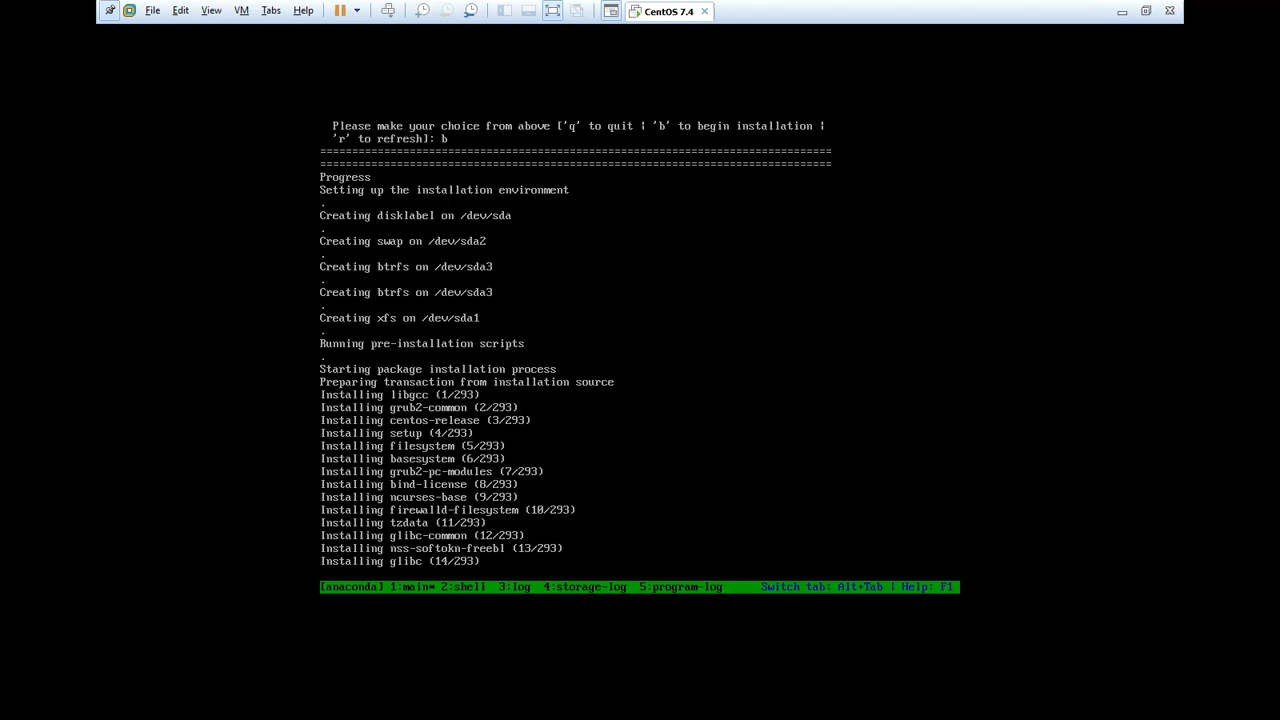 File Edit View VM Tabs Help CentOS 7.4
Please make your choice from above ['q' to quit | 'b' to begin installation |
'r' to refresh]: b
================================================================================
================================================================================
Progress
Setting up the installation environment
.
Creating disklabel on /dev/sda
.
Creating swap on /dev/sda2
.
Creating btrfs on /dev/sda3
.
Creating btrfs on /dev/sda3
.
Creating xfs on /dev/sda1
.
Running pre-installation scripts
.
Starting package installation process
Preparing transaction from installation source
Installing libgcc (1/293)
Installing grub2-common (2/293)
Installing centos-release (3/293)
Installing setup (4/293)
Installing filesystem (5/293)
Installing basesystem (6/293)
Installing grub2-pc-modules (7/293)
Installing bind-license (8/293)
Installing ncurses-base (9/293)
Installing firewalld-filesystem (10/293)
Installing tzdata (11/293)
Installing glibc-common (12/293)
Installing nss-softokn-freebl (13/293)
Installing glibc (14/293)
[anaconda] 1:main* 2:shell 3:log 4:storage-log 5:program-log Switch tab: Alt+Tab | Help: F1